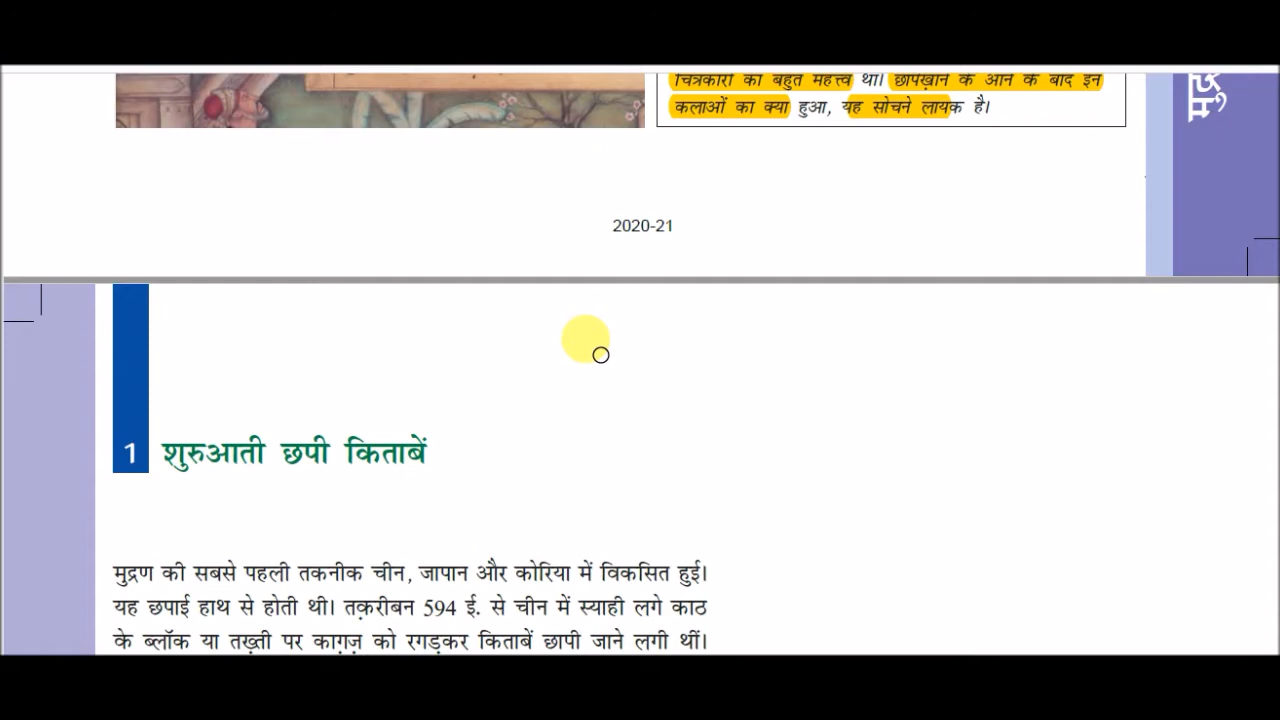 चित्रकारी का बहुत महत्त्व था। छापेख़ाने के आने के बाद इन
कलाओं का क्या हुआ, यह सोचने लायक है।
2020-21
1 शुरुआती छपी किताबें
मुद्रण की सबसे पहली तकनीक चीन, जापान और कोरिया में विकसित हुई।
यह छपाई हाथ से होती थी। तक़रीबन 594 ई. से चीन में स्याही लगे काठ
के ब्लॉक या तख़्ती पर काग़ज़ को रगड़कर किताबें छापी जाने लगी थीं।